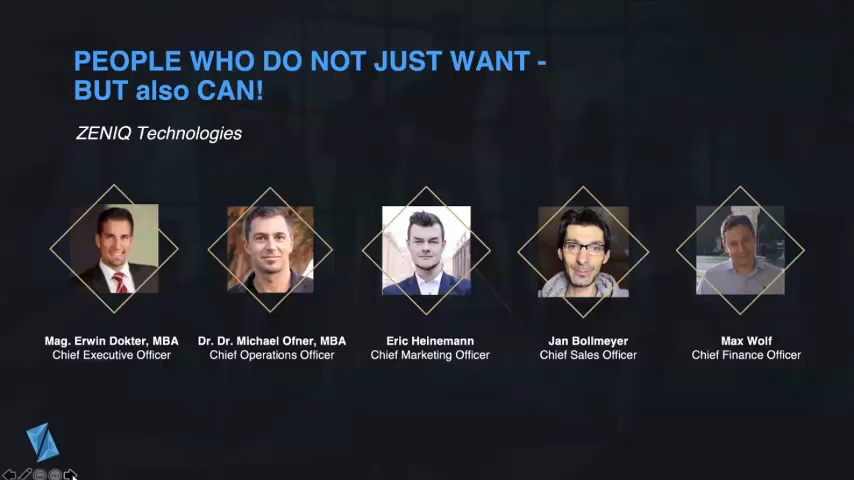 PEOPLE WHO DO NOT JUST WANT -
BUT also CAN!
ZENIQ Technologies
Mag. Erwin Dokter, MBA
Chief Executive Officer
Dr. Dr. Michael Ofner, MBA
Chief Operations Officer
Eric Heinemann
Chief Marketing Officer
Jan Bollmeyer
Chief Sales Officer
Max Wolf
Chief Finance Officer